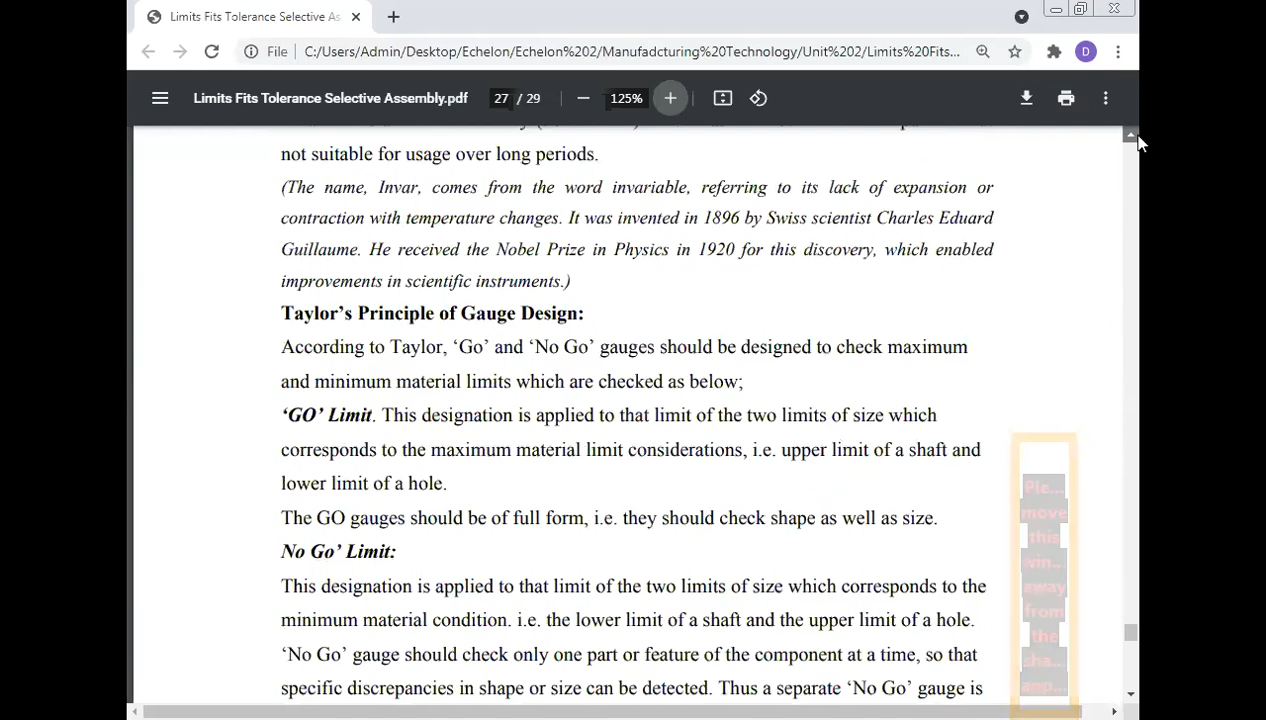 Limits Fits Tolerance Selective As
File
C:/Users/Admin/Desktop/Echelon/Echelon%202/Manufadcturing%20Technology/Unit%202/Limits%20Fits...
D
Limits Fits Tolerance Selective Assembly.pdf
27 / 29
125%
not suitable for usage over long periods.
(The name, Invar, comes from the word invariable, referring to its lack of expansion or
contraction with temperature changes. It was invented in 1896 by Swiss scientist Charles Eduard
Guillaume. He received the Nobel Prize in Physics in 1920 for this discovery, which enabled
improvements in scientific instruments.)
Taylor's Principle of Gauge Design:
According to Taylor, 'Go' and 'No Go' gauges should be designed to check maximum
and minimum material limits which are checked as below;
'GO' Limit. This designation is applied to that limit of the two limits of size which
corresponds to the maximum material limit considerations, i.e. upper limit of a shaft and
lower limit of a hole.
The GO gauges should be of full form, i.e. they should check shape as well as size.
No Go' Limit:
This designation is applied to that limit of the two limits of size which corresponds to the
minimum material condition. i.e. the lower limit of a shaft and the upper limit of a hole.
'No Go' gauge should check only one part or feature of the component at a time, so that
specific discrepancies in shape or size can be detected. Thus a separate 'No Go' gauge is
Ple...
move
this
win...
away
from
the
sha...
app...